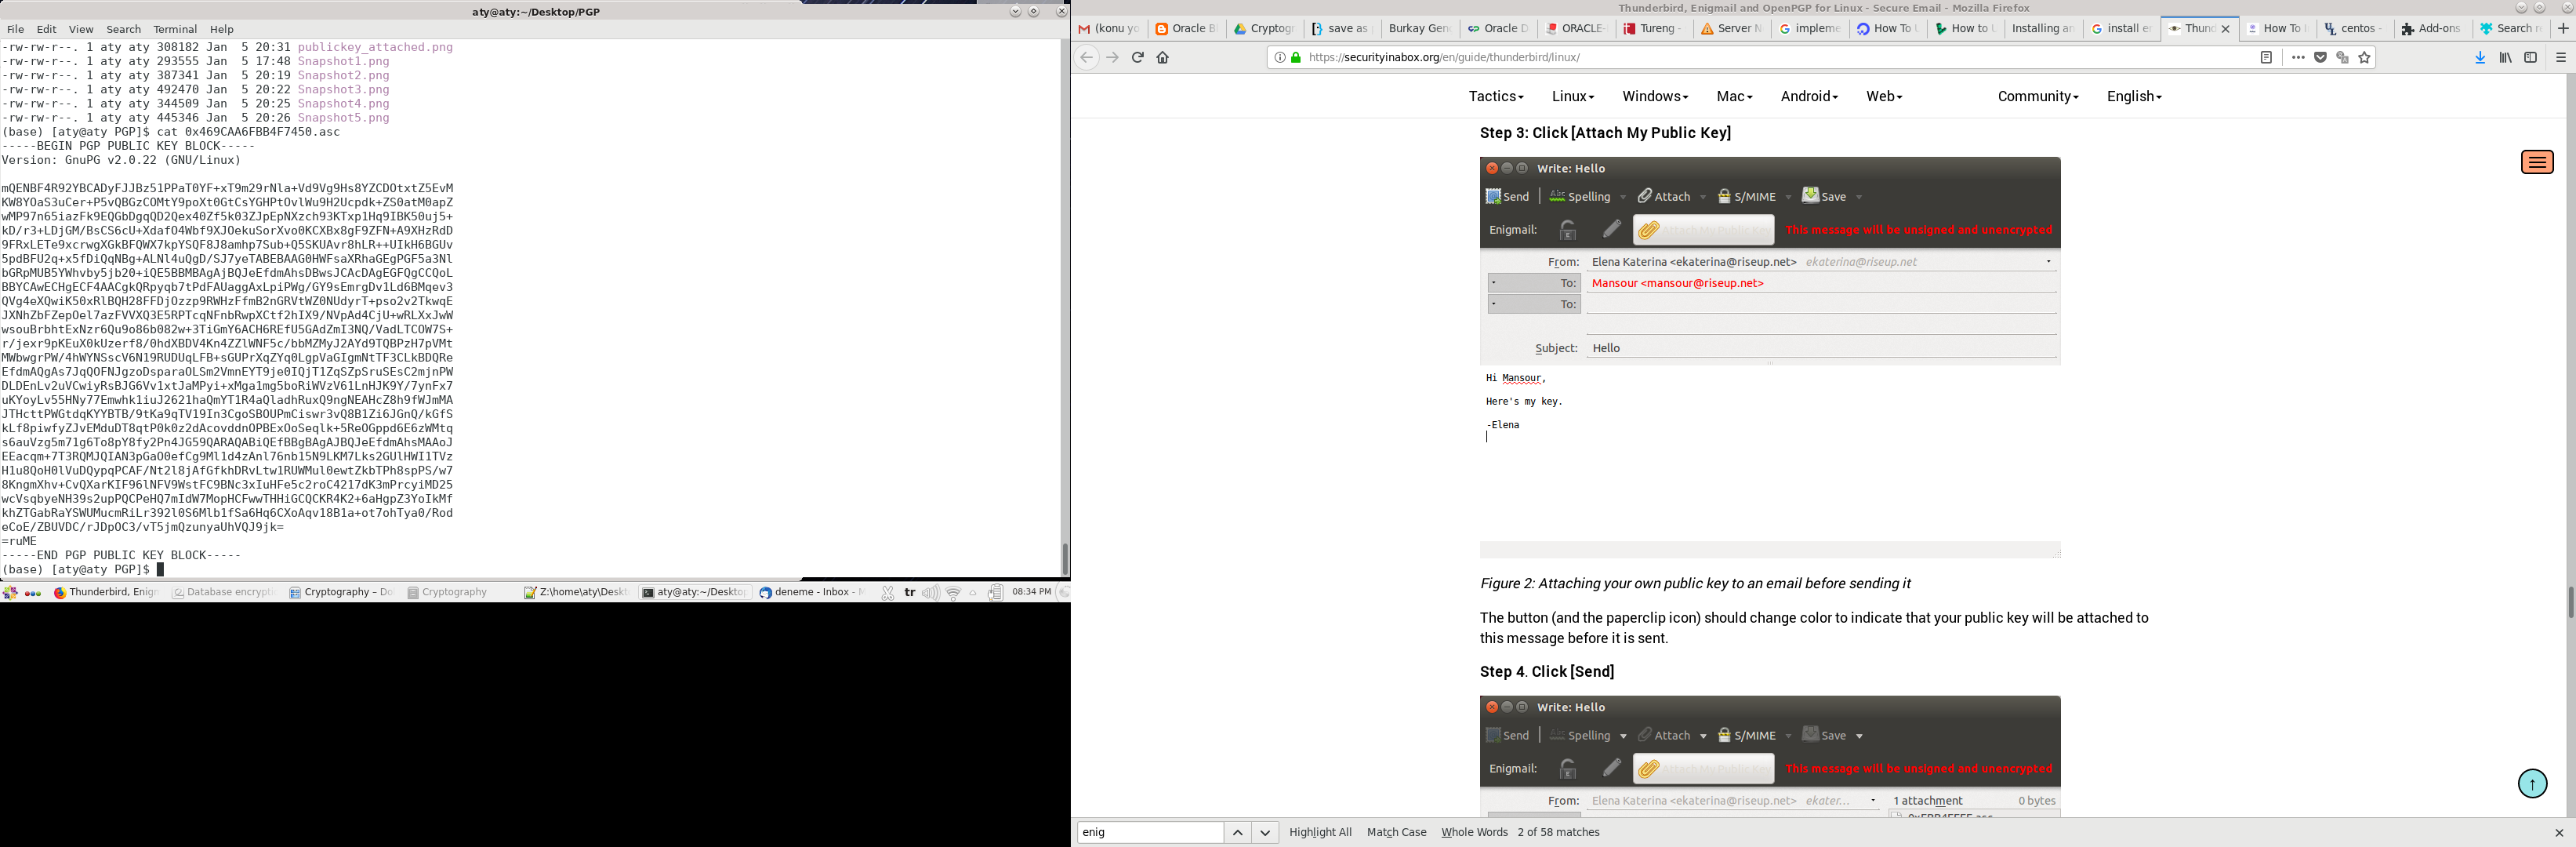 aty@aty:~/Desktop/PGP
File Edit View Search Terminal Help
-rw-rw-r--. 1 aty aty 308182 Jan  5 20:31 publickey_attached.png
-rw-rw-r--. 1 aty aty 293555 Jan  5 17:48 Snapshot1.png
-rw-rw-r--. 1 aty aty 387341 Jan  5 20:19 Snapshot2.png
-rw-rw-r--. 1 aty aty 492470 Jan  5 20:22 Snapshot3.png
-rw-rw-r--. 1 aty aty 344509 Jan  5 20:25 Snapshot4.png
-rw-rw-r--. 1 aty aty 445346 Jan  5 20:26 Snapshot5.png
(base) [aty@aty PGP]$ cat 0x469CAA6FBB4F7450.asc
-----BEGIN PGP PUBLIC KEY BLOCK-----
Version: GnuPG v2.0.22 (GNU/Linux)
mQENBF4R92YBCADyFJJBz51PPaT0YF+xT9m29rNla+Vd9Vg9Hs8YZCDOtxtZ5EvM
KW8YOaS3uCer+P5vQBGzCOMtY9poXt0GtCsYGHPtOvlWu9H2Ucpdk+ZS0atM0apZ
wMP97n65iazFk9EQGbDgqQD2Qex40Zf5k03ZJpEpNXzch93KTxp1Hq9IBK50uj5+
kD/r3+LDjGM/BsCS6cU+XdafO4Wbf9XJOekuSorXvo0KCXBx8gF9ZFN+A9XHzRdD
9FRxLETe9xcrwgXGkBFQWX7kpYSQF8J8amhp7Sub+Q5SKUAvr8hLR++UIkH6BGUv
5pdBFU2q+x5fDiQqNBg+ALNl4uQgD/SJ7yeTABEBAAG0HWFsaXRhaGEgPGF5a3Nl
bGRpMUB5YWhvby5jb20+iQE5BBMBAgAjBQJeEfdmAhsDBwsJCAcDAgEGFQgCCQoL
BBYCAwECHgECF4AACgkQRpyqb7tPdFAUaggAxLpiPWg/GY9sEmrgDv1Ld6BMqev3
QVg4eXQwiK50xRlBQH28FFDjOzzp9RWHzFfmB2nGRVtWZ0NUdyrT+pso2v2TkwqE
JXNhZbFZepOel7azFVVXQ3E5RPTcqNFnbRwpXCtf2hIX9/NVpAd4CjU+wRLXxJwW
wsouBrbhtExNzr6Qu9o86b082w+3TiGmY6ACH6REfU5GAdZmI3NQ/VadLTCOW7S+
r/jexr9pKEuX0kUzerf8/0hdXBDV4Kn4ZZlWNF5c/bbMZMyJ2AYd9TQBPzH7pVMt
MWbwgrPW/4hWYNSscV6N19RUDUqLFB+sGUPrXqZYq0LgpVaGIgmNtTF3CLkBDQRe
EfdmAQgAs7JqQOFNJgzoDsparaOLSm2VmnEYT9je0IQjT1ZqSZpSruSEsC2mjnPW
DLDEnLv2uVCwiyRsBJG6Vv1xtJaMPyi+xMga1mg5boRiWVzV61LnHJK9Y/7ynFx7
uKYoyLv55HNy77Emwhk1iuJ2621haQmYT1R4aQladhRuxQ9ngNEAHcZ8h9fWJmMA
JTHcttPWGtdqKYYBTB/9tKa9qTV19In3CgoSBOUPmCiswr3vQ8B1Zi6JGnQ/kGfS
kLf8piwfyZJvEMduDT8qtP0k0z2dAcovddnOPBExOoSeqlk+5ReOGppd6E6zWMtq
s6auVzg5m71g6To8pY8fy2Pn4JG59QARAQABiQEfBBgBAgAJBQJeEfdmAhsMAAoJ
EEacqm+7T3RQMJQIAN3pGaO0efCg9Ml1d4zAnl76nb15N9LKM7Lks2GUlHWI1TVz
H1u8QoH0lVuDQypqPCAF/Nt2l8jAfGfkhDRvLtw1RUWMul0ewtZkbTPh8spPS/w7
8KngmXhv+CvQXarKIF96lNFV9WstFC9BNc3xIuHFe5c2roC4217dK3mPrcyiMD25
wcVsqbyeNH39s2upPQCPeHQ7mIdW7MopHCFwwTHHiGCQCKR4K2+6aHgpZ3YoIkMf
khZTGabRaYSWUMucmRiLr392l0S6Mlb1fSa6Hq6CXoAqv18B1a+ot7ohTya0/Rod
eCoE/ZBUVDC/rJDpOC3/vT5jmQzunyaUhVQJ9jk=
=ruME
-----END PGP PUBLIC KEY BLOCK-----
(base) [aty@aty PGP]$
Thunderbird, Enig Database encrypti Cryptography – Do Cryptography Z:\home\aty\Deskt aty@aty:~/Deskto deneme - Inbox - M tr 08:34 PM
Thunderbird, Enigmail and OpenPGP for Linux - Secure Email - Mozilla Firefox
(konu yo Oracle B Cryptogr save as Burkay Gen Oracle D ORACLE- Tureng - Server N impleme How To How to Installing an install er Thun How To centos - Add-ons Search r
https://securityinabox.org/en/guide/thunderbird/linux/
Tactics Linux Windows Mac Android Web Community English
Step 3: Click [Attach My Public Key]
Write: Hello
Send Spelling Attach S/MIME Save
Enigmail: This message will be unsigned and unencrypted
From: Elena Katerina <ekaterina@riseup.net> ekaterina@riseup.net
To: Mansour <mansour@riseup.net>
To:
Subject: Hello
Hi Mansour,
Here's my key.
-Elena
Figure 2: Attaching your own public key to an email before sending it
The button (and the paperclip icon) should change color to indicate that your public key will be attached to
this message before it is sent.
Step 4. Click [Send]
Write: Hello
Send Spelling Attach S/MIME Save
Enigmail: This message will be unsigned and unencrypted
From: Elena Katerina <ekaterina@riseup.net> ekater... 1 attachment 0 bytes
enig Highlight All Match Case Whole Words 2 of 58 matches